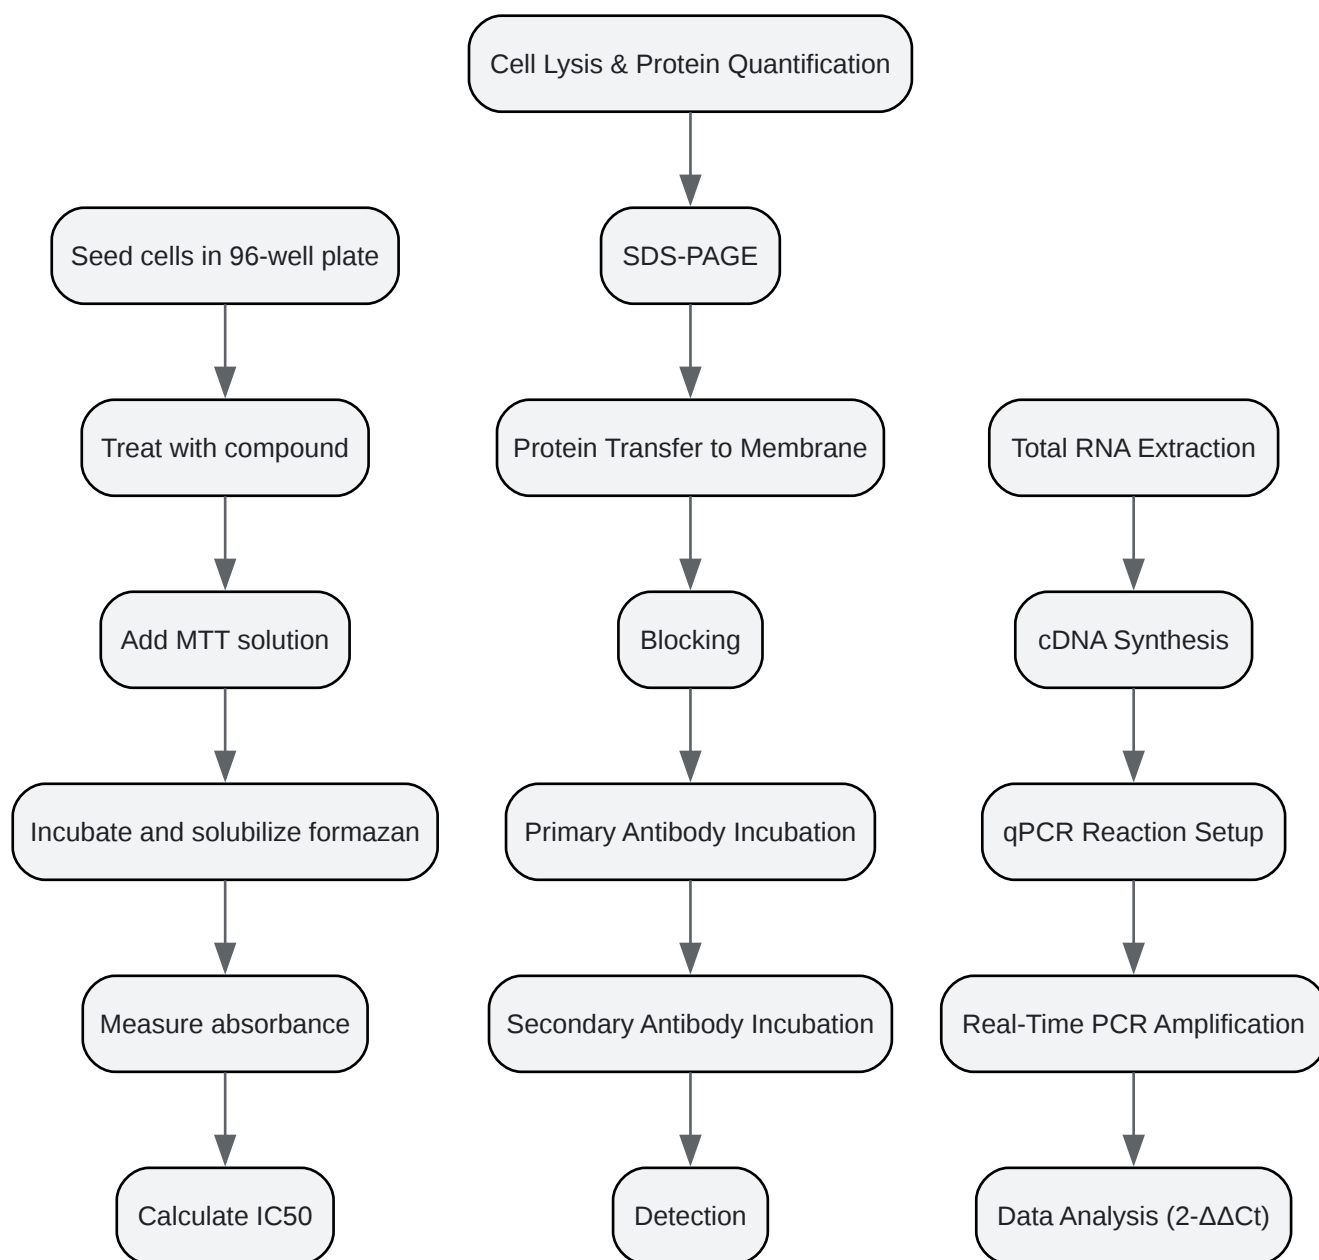 Cell Lysis & Protein Quantification
Seed cells in 96-well plate
SDS-PAGE
Treat with compound
Protein Transfer to Membrane
Total RNA Extraction
Add MTT solution
Blocking
cDNA Synthesis
Incubate and solubilize formazan
Primary Antibody Incubation
qPCR Reaction Setup
Measure absorbance
Secondary Antibody Incubation
Real-Time PCR Amplification
Calculate IC50
Detection
Data Analysis (2-ΔΔCt)